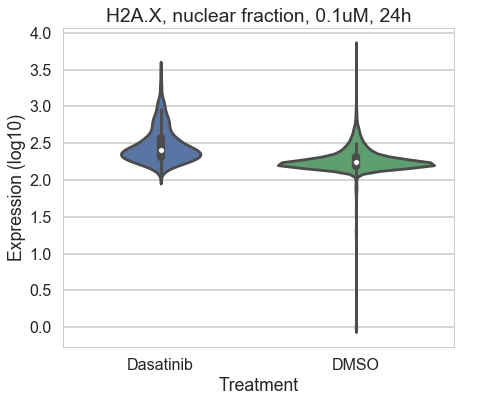 H2A.X, nuclear fraction, 0.1uM, 24h
Expression (log10)
4.0
3.5
3.0
2.5
2.0
1.5
1.0
0.5
0.0
Dasatinib DMSO
Treatment